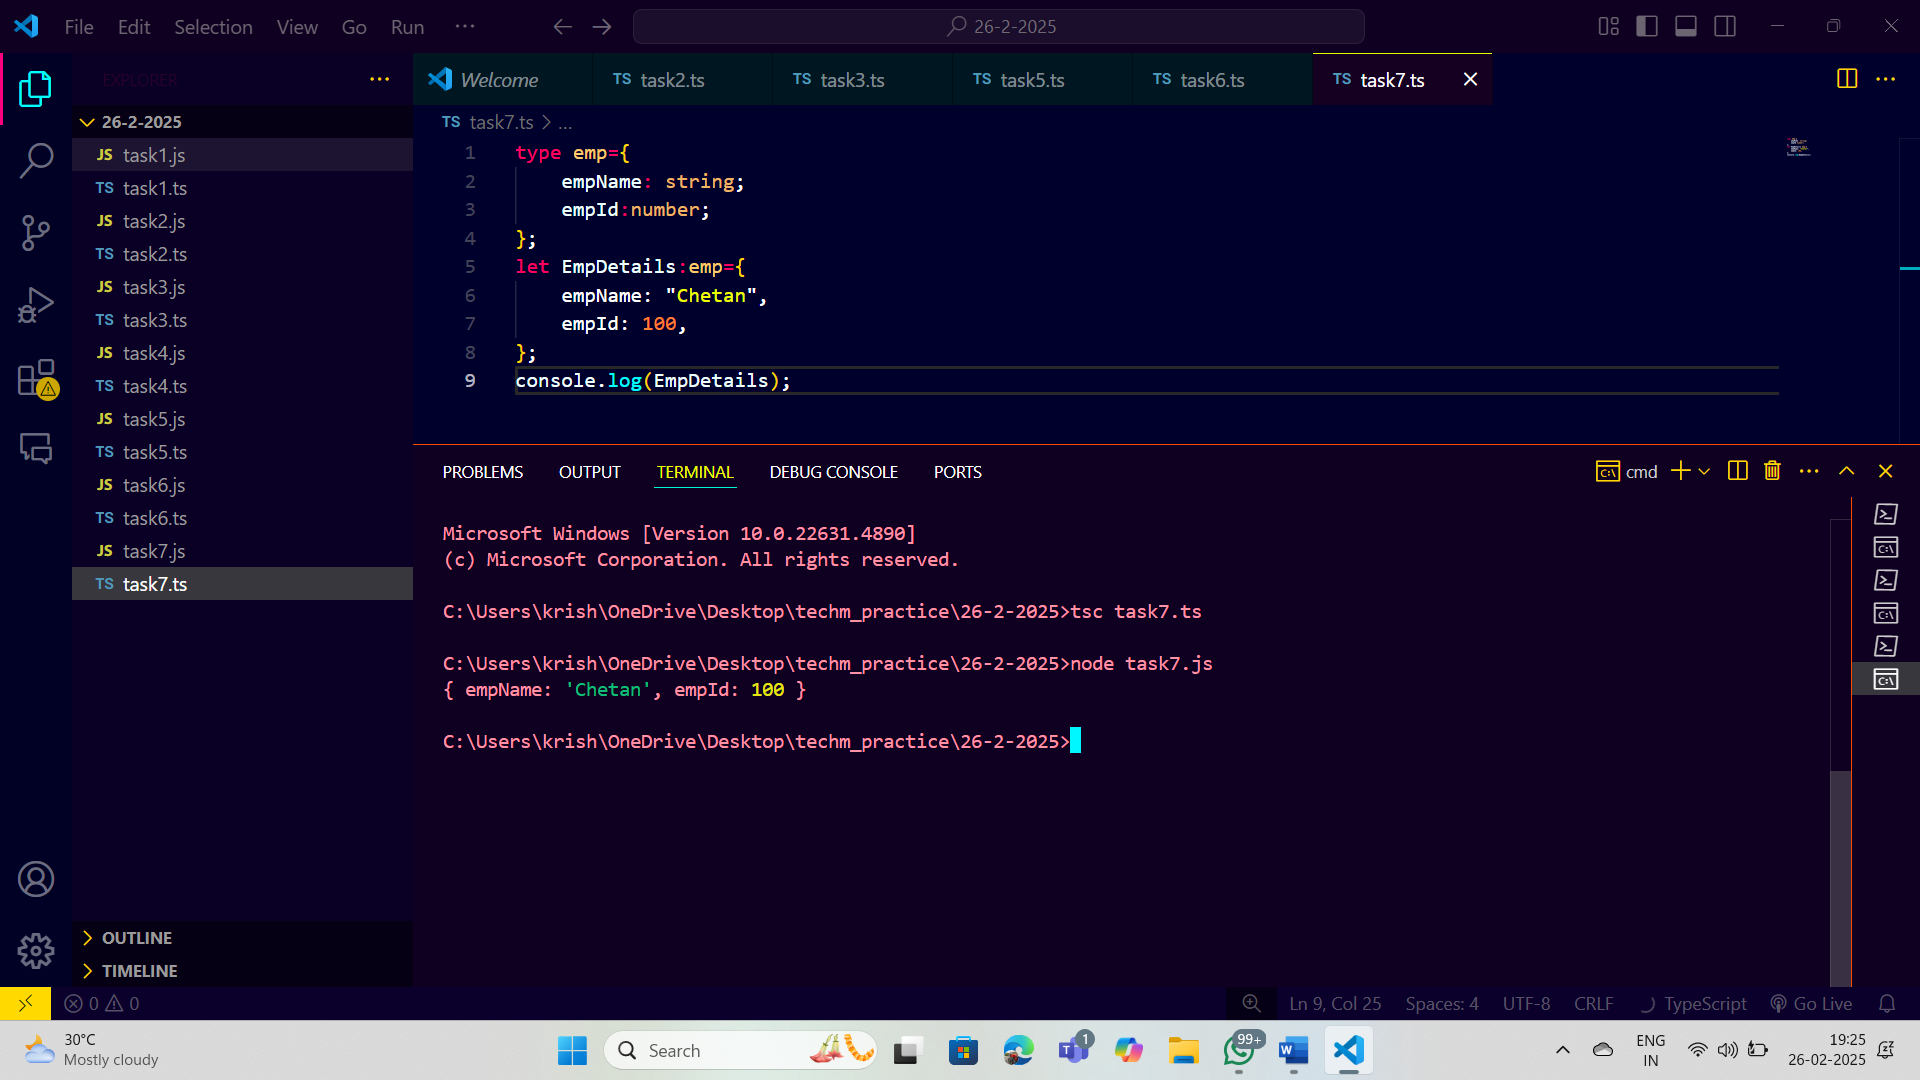 File Edit Selection View Go Run ···
26-2-2025
EXPLORER
Welcome
TS task2.ts
TS task3.ts
TS task5.ts
TS task6.ts
TS task7.ts
26-2-2025
JS task1.js
TS task1.ts
JS task2.js
TS task2.ts
JS task3.js
TS task3.ts
JS task4.js
TS task4.ts
JS task5.js
TS task5.ts
JS task6.js
TS task6.ts
JS task7.js
TS task7.ts
OUTLINE
TIMELINE
TS task7.ts > ...
1 type emp={
2 empName: string;
3 empId:number;
4 };
5 let EmpDetails:emp={
6 empName: "Chetan",
7 empId: 100,
8 };
9 console.log(EmpDetails);
PROBLEMS OUTPUT TERMINAL DEBUG CONSOLE PORTS
cmd
Microsoft Windows [Version 10.0.22631.4890]
(c) Microsoft Corporation. All rights reserved.
C:\Users\krish\OneDrive\Desktop\techm_practice\26-2-2025>tsc task7.ts
C:\Users\krish\OneDrive\Desktop\techm_practice\26-2-2025>node task7.js
{ empName: 'Chetan', empId: 100 }
C:\Users\krish\OneDrive\Desktop\techm_practice\26-2-2025>
0 0
Ln 9, Col 25 Spaces: 4 UTF-8 CRLF TypeScript Go Live
30°C
Mostly cloudy
Search
1
99+
ENG
IN
19:25
26-02-2025